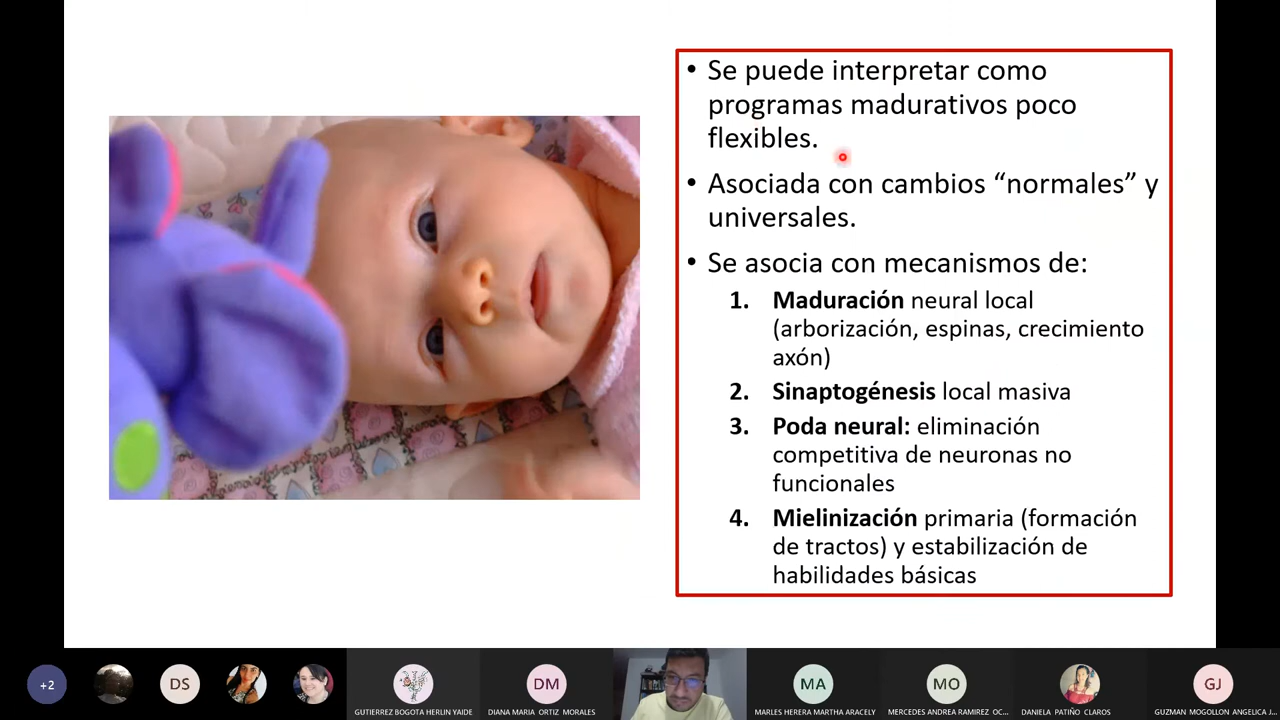 • Se puede interpretar como
programas madurativos poco
flexibles.
• Asociada con cambios “normales” y
universales.
• Se asocia con mecanismos de:
1. Maduración neural local
(arborización, espinas, crecimiento
axón)
2. Sinaptogénesis local masiva
3. Poda neural: eliminación
competitiva de neuronas no
funcionales
4. Mielinización primaria (formación
de tractos) y estabilización de
habilidades básicas
+2
DS
DM
MA
MO
GJ
GUTIERREZ BOGOTA HERLIN YAIDE
DIANA MARIA ORTIZ MORALES
MARLES HERERA MARTHA ARACELY
MERCEDES ANDREA RAMIREZ OC...
DANIELA PATIÑO CLAROS
GUZMAN MOGOLLON ANGELICA J...